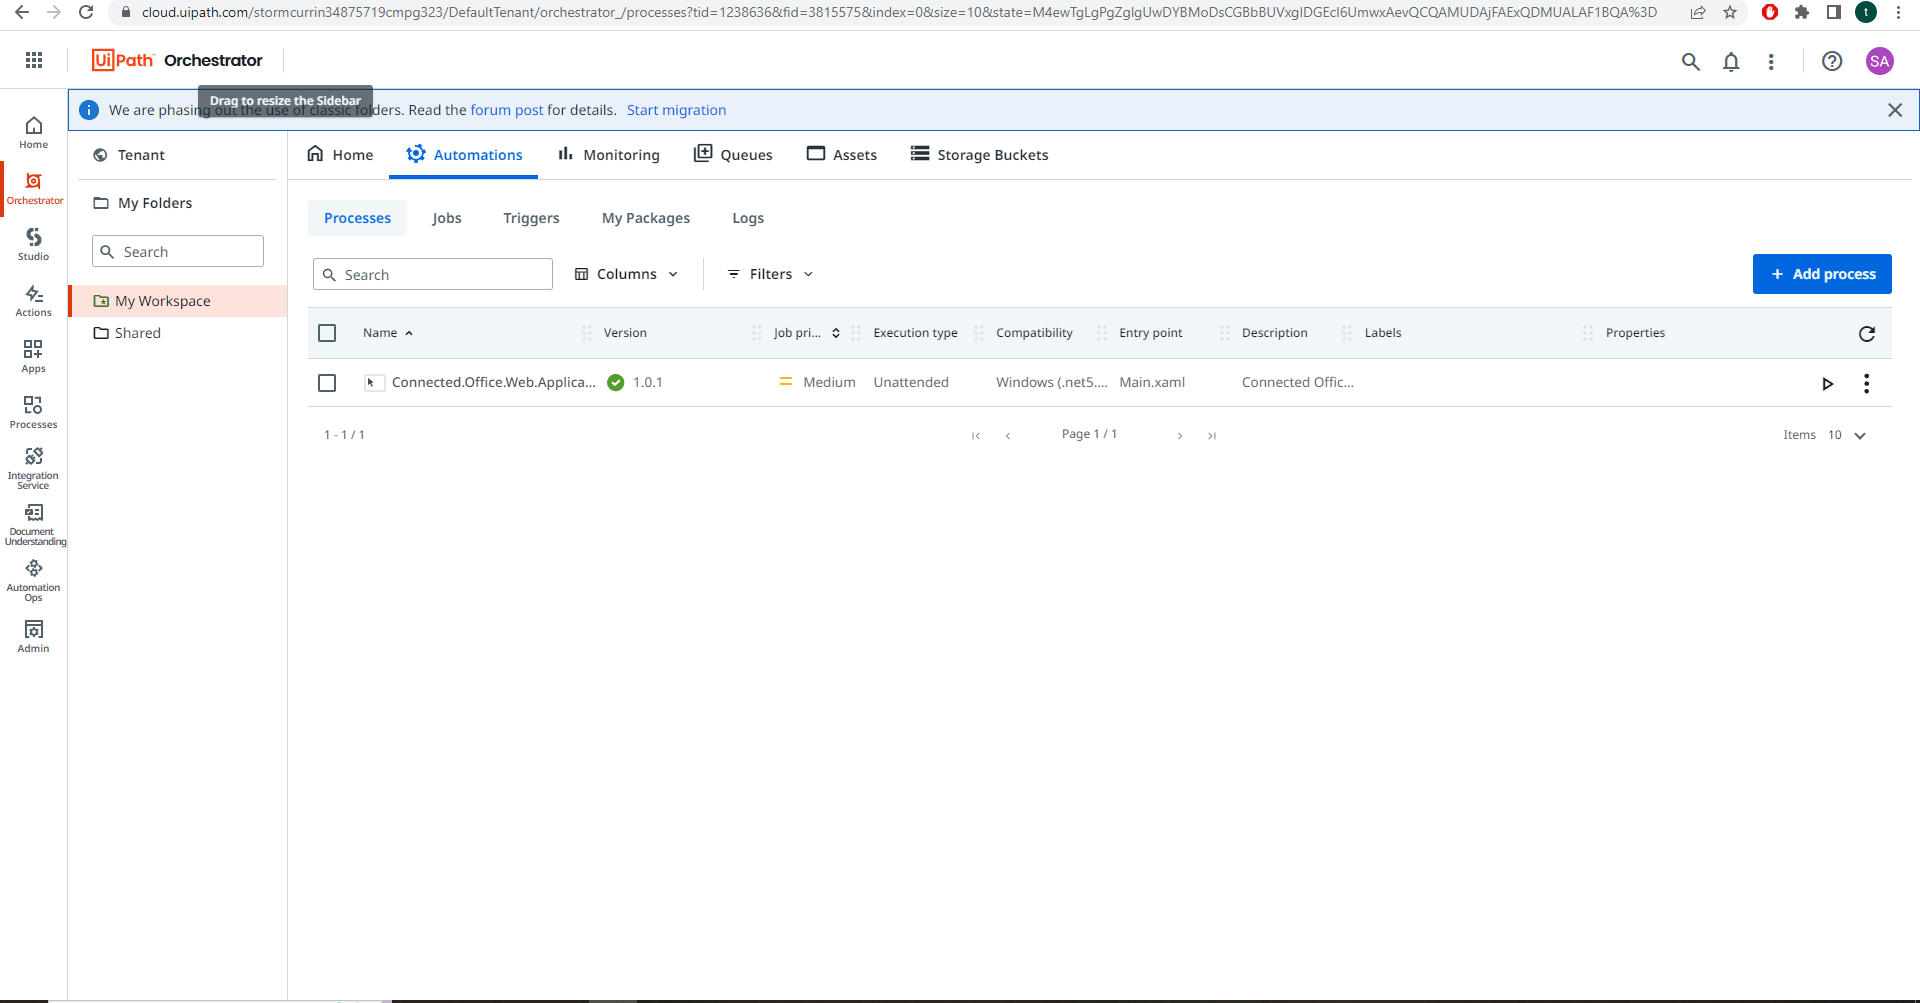 cloud.uipath.com/stormcurrin34875719cmpg323/DefaultTenant/orchestrator_/processes?tid=1238636&fid=3815575&index=0&size=10&state=M4ewTgLgPgZglgUwDYBMoDsCGBbBUVxgIDGEcI6UmwxAevQCQAMUDAjFAExQDMUALAF1BQA%3D
t
UiPath Orchestrator
SA
Drag to resize the Sidebar
We are phasing out the use of classic folders. Read the forum post for details. Start migration
Home
Orchestrator
Studio
Actions
Apps
Processes
Integration
Service
Document
Understanding
Automation
Ops
Admin
Tenant
My Folders
Search
My Workspace
Shared
Home Automations Monitoring Queues Assets Storage Buckets
Processes Jobs Triggers My Packages Logs
Search Columns Filters + Add process
Name Version Job pri... Execution type Compatibility Entry point Description Labels Properties
Connected.Office.Web.Applica... 1.0.1 Medium Unattended Windows (.net5.... Main.xaml Connected Offic...
1 - 1 / 1 Page 1 / 1 Items 10